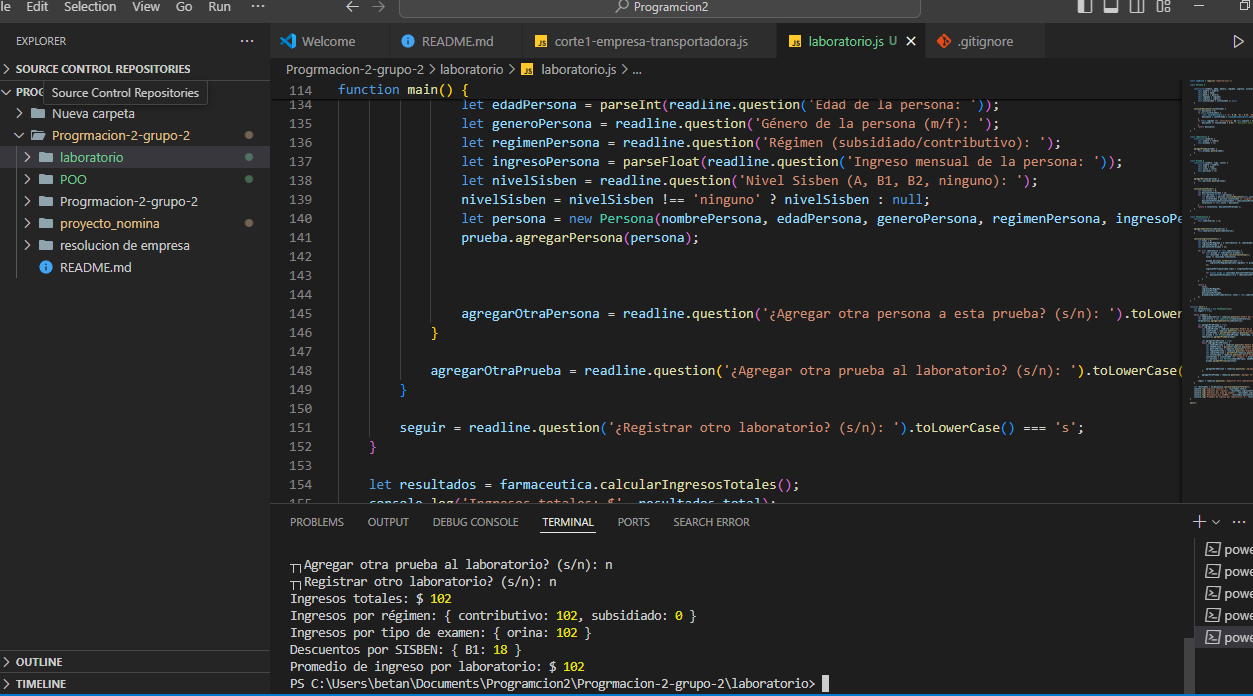 le Edit Selection View Go Run ··· Programcion2
EXPLORER ···
SOURCE CONTROL REPOSITORIES
PROG
Source Control Repositories
Nueva carpeta
Progrmacion-2-grupo-2
laboratorio
POO
Progrmacion-2-grupo-2
proyecto_nomina
resolucion de empresa
README.md
OUTLINE
TIMELINE
Welcome README.md JS corte1-empresa-transportadora.js JS laboratorio.js U .gitignore
Progrmacion-2-grupo-2 > laboratorio > JS laboratorio.js > ...
114 function main() {
134 let edadPersona = parseInt(readline.question('Edad de la persona: '));
135 let generoPersona = readline.question('Género de la persona (m/f): ');
136 let regimenPersona = readline.question('Régimen (subsidiado/contributivo): ');
137 let ingresoPersona = parseFloat(readline.question('Ingreso mensual de la persona: '));
138 let nivelSisben = readline.question('Nivel Sisben (A, B1, B2, ninguno): ');
139 nivelSisben = nivelSisben !== 'ninguno' ? nivelSisben : null;
140 let persona = new Persona(nombrePersona, edadPersona, generoPersona, regimenPersona, ingresoPe
141 prueba.agregarPersona(persona);
142
143
144
145 agregarOtraPersona = readline.question('¿Agregar otra persona a esta prueba? (s/n): ').toLower
146 }
147
148 agregarOtraPrueba = readline.question('¿Agregar otra prueba al laboratorio? (s/n): ').toLowerCase(
149 }
150
151 seguir = readline.question('¿Registrar otro laboratorio? (s/n): ').toLowerCase() === 's';
152 }
153
154 let resultados = farmaceutica.calcularIngresosTotales();
155 console.log('Ingresos totales: $', resultados.total);
PROBLEMS OUTPUT DEBUG CONSOLE TERMINAL PORTS SEARCH ERROR
┬Agregar otra prueba al laboratorio? (s/n): n
┬Registrar otro laboratorio? (s/n): n
Ingresos totales: $ 102
Ingresos por régimen: { contributivo: 102, subsidiado: 0 }
Ingresos por tipo de examen: { orina: 102 }
Descuentos por SISBEN: { B1: 18 }
Promedio de ingreso por laboratorio: $ 102
PS C:\Users\betan\Documents\Programcion2\Progrmacion-2-grupo-2\laboratorio>
powe
powe
powe
powe
powe